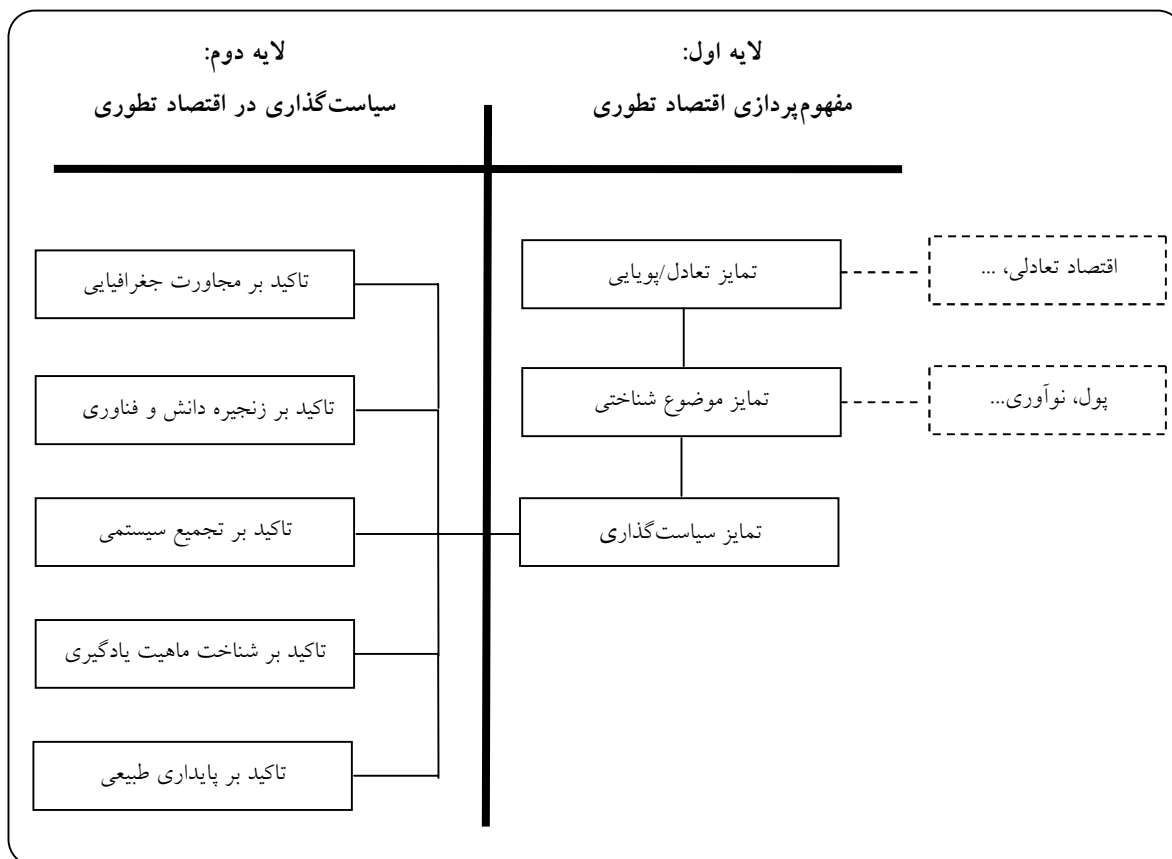 لایه اول:
مفهوم‌پردازی اقتصاد تطوری
لایه دوم:
سیاست‌گذاری در اقتصاد تطوری
اقتصاد تعادلی، ...
تمایز تعادل/پویایی
تاکید بر مجاورت جغرافیایی
پول، نوآوری...
تمایز موضوع شناختی
تاکید بر زنجیره دانش و فناوری
تمایز سیاست‌گذاری
تاکید بر تجمیع سیستمی
تاکید بر شناخت ماهیت یادگیری
تاکید بر پایداری طبیعی